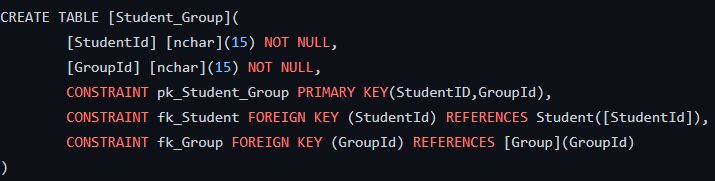 CREATE TABLE [Student_Group](
[StudentId] [nchar](15) NOT NULL,
[GroupId] [nchar](15) NOT NULL,
CONSTRAINT pk_Student_Group PRIMARY KEY(StudentID,GroupId),
CONSTRAINT fk_Student FOREIGN KEY (StudentId) REFERENCES Student([StudentId]),
CONSTRAINT fk_Group FOREIGN KEY (GroupId) REFERENCES [Group](GroupId)
)